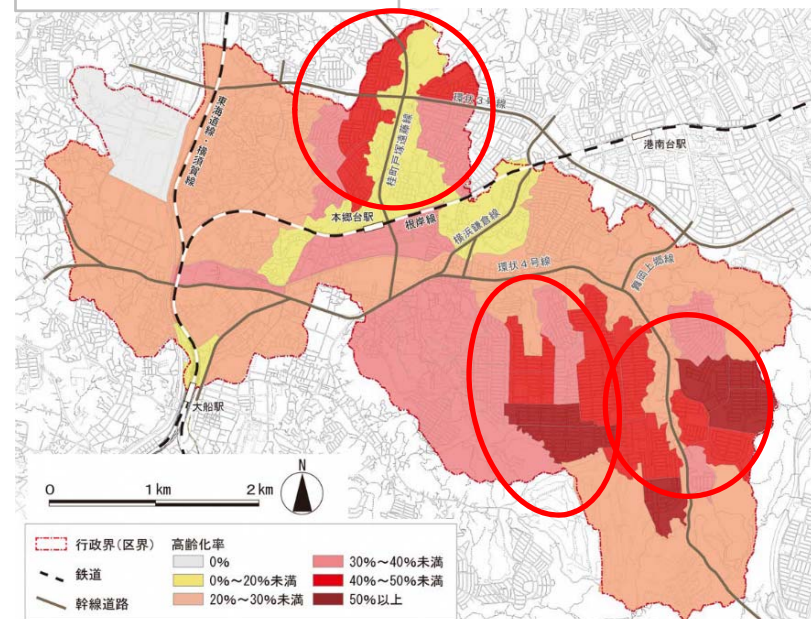 環状3号線
東海道線・横須賀線
桂町戸塚遠藤線
港南台駅
本郷台駅
根岸線
横浜鎌倉線
環状4号線
舞岡上郷線
大船駅
N
0 1km 2km
行政界(区界)
鉄道
幹線道路
高齢化率
0%
0%～20%未満
20%～30%未満
30%～40%未満
40%～50%未満
50%以上